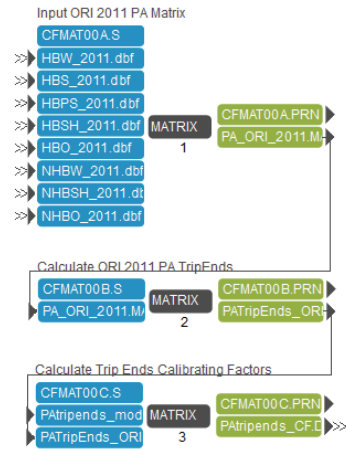 Input ORI 2011 PA Matrix
CFMAT00A.S
HBW_2011.dbf
HBS_2011.dbf
HBPS_2011.dbf
HBSH_2011.dbf
HBO_2011.dbf
NHBW_2011.dbf
NHBSH_2011.dt
NHBO_2011.dbf
MATRIX
1
CFMAT00A.PRN
PA_ORI_2011.M
Calculate ORI 2011 PA TripEnds
CFMAT00B.S
PA_ORI_2011.M
MATRIX
2
CFMAT00B.PRN
PATripEnds_ORI
Calculate Trip Ends Calibrating Factors
CFMAT00C.S
PAtripends_mod
PATripEnds_ORI
MATRIX
3
CFMAT00C.PRN
PAtripends_CF.D